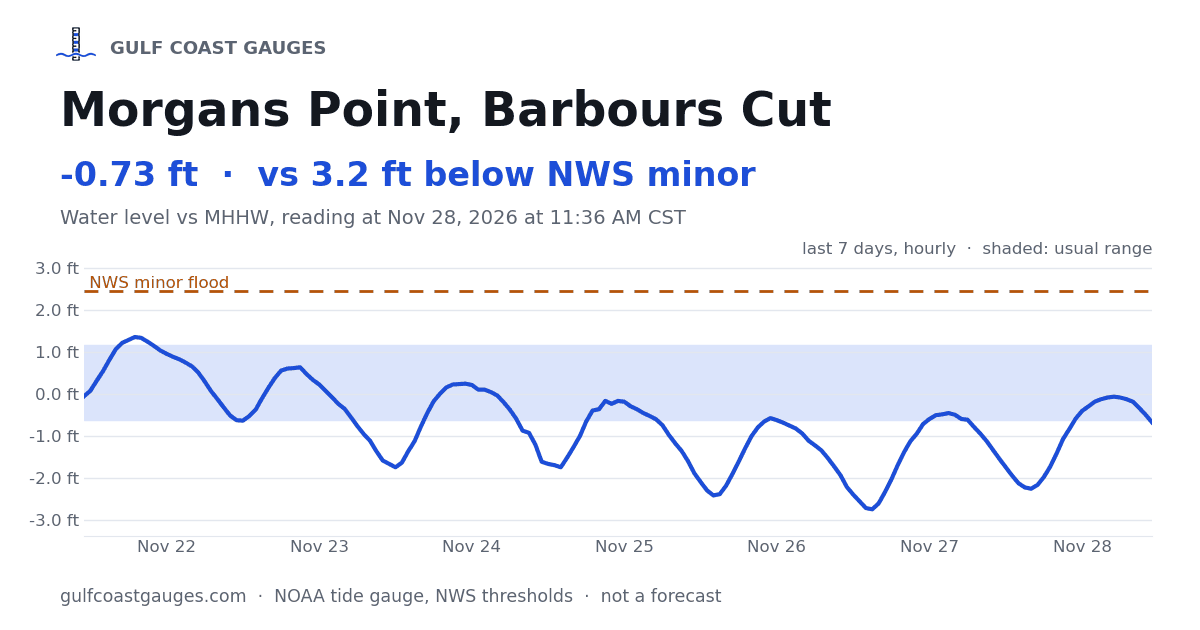 GULF COAST GAUGES
Morgans Point, Barbours Cut
-0.73 ft · vs 3.2 ft below NWS minor
Water level vs MHHW, reading at Nov 28, 2026 at 11:36 AM CST
last 7 days, hourly · shaded: usual range
3.0 ft
NWS minor flood
2.0 ft
1.0 ft
0.0 ft
-1.0 ft
-2.0 ft
-3.0 ft
Nov 22 Nov 23 Nov 24 Nov 25 Nov 26 Nov 27 Nov 28
gulfcoastgauges.com · NOAA tide gauge, NWS thresholds · not a forecast